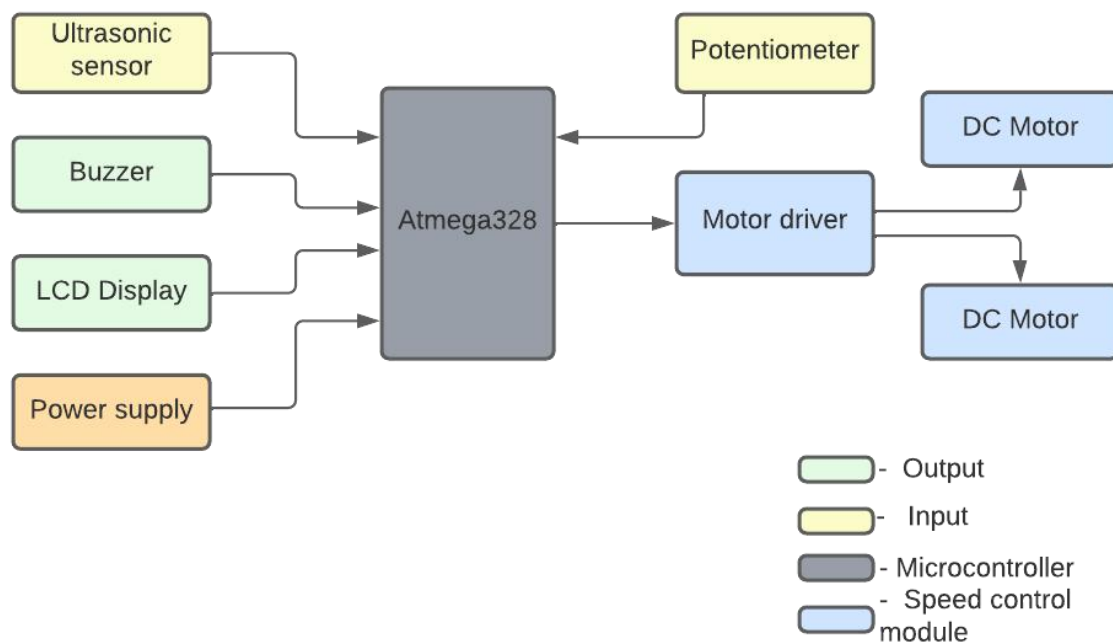 Ultrasonic
sensor
Potentiometer
DC Motor
Buzzer
Atmega328
Motor driver
LCD Display
DC Motor
Power supply
- Output
- Input
- Microcontroller
- Speed control
module